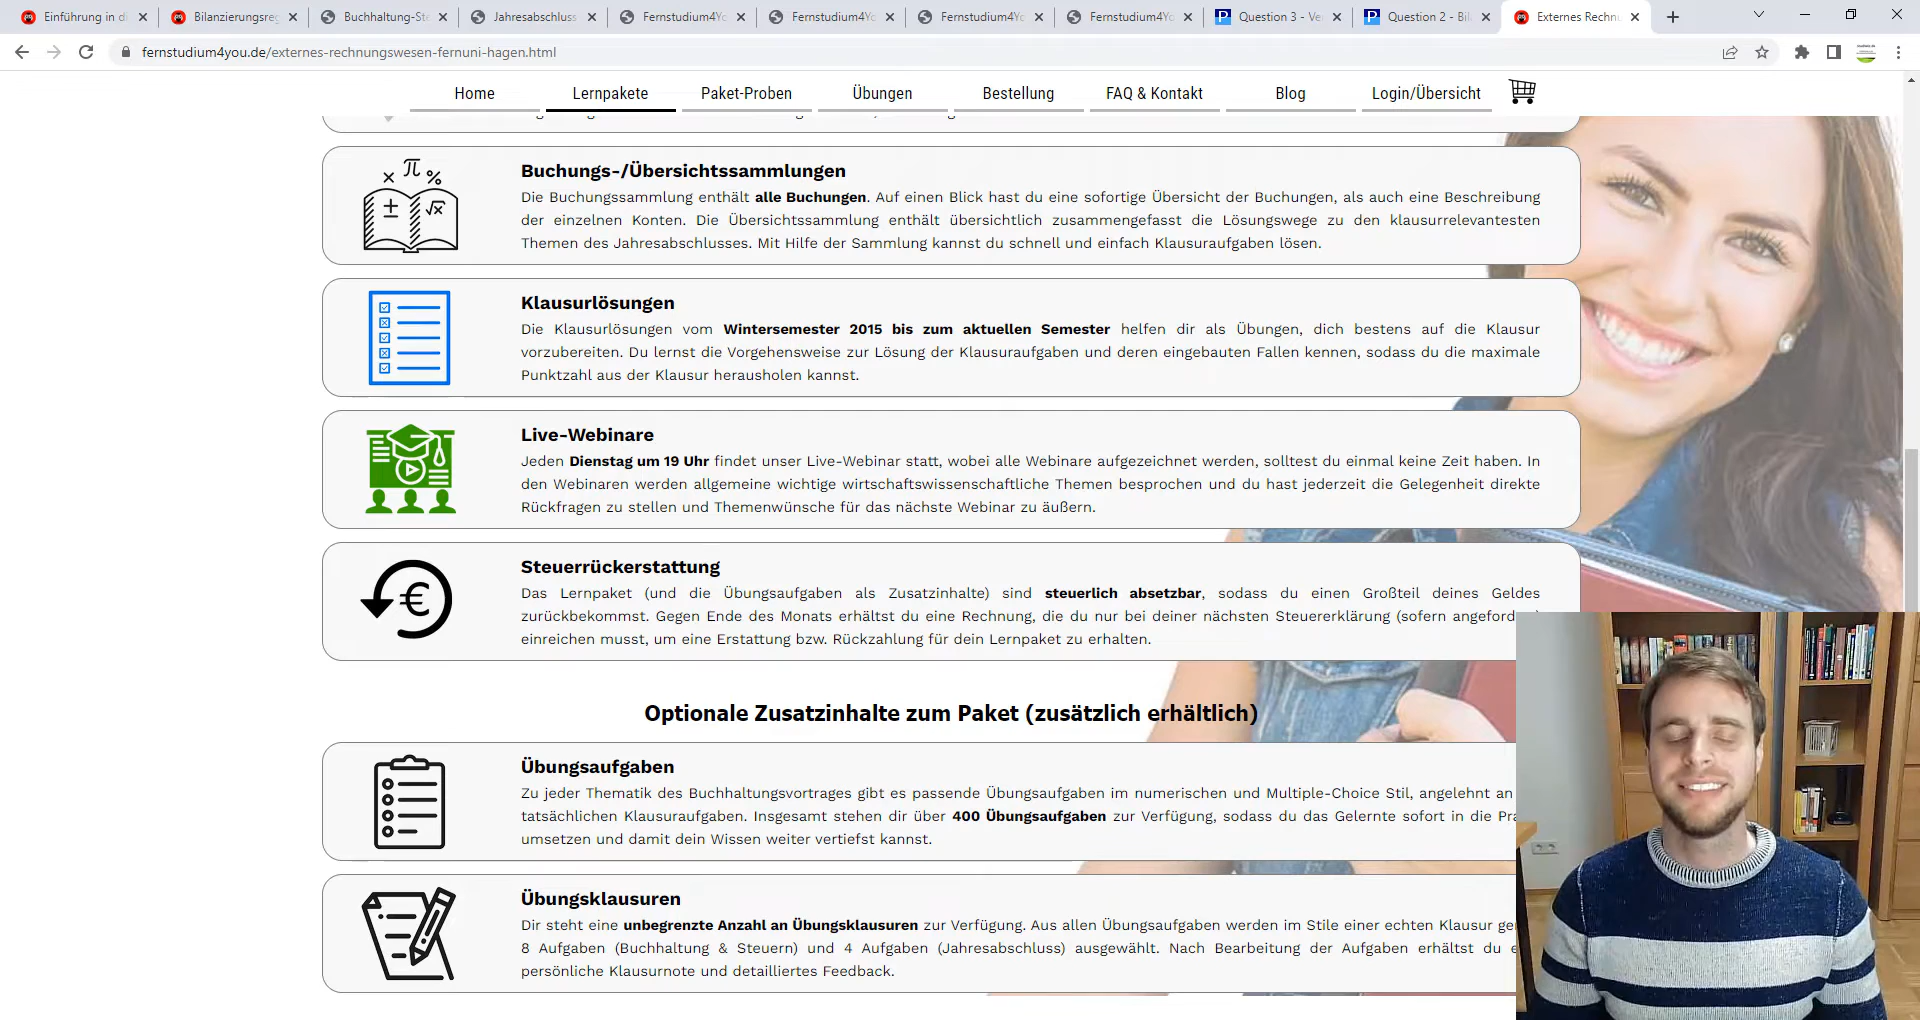 Einführung in di
Bilanzierungsreg
Buchhaltung-Ste
Jahresabschluss
Fernstudium4Yo
Fernstudium4Yo
Fernstudium4Yo
Fernstudium4Yo
Question 3 - Ve
Question 2 - Bil
Externes Rechn
fernstudium4you.de/externes-rechnungswesen-fernuni-hagen.html
Home
Lernpakete
Paket-Proben
Übungen
Bestellung
FAQ & Kontakt
Blog
Login/Übersicht
Buchungs-/Übersichtssammlungen
Die Buchungssammlung enthält alle Buchungen. Auf einen Blick hast du eine sofortige Übersicht der Buchungen, als auch eine Beschreibung
der einzelnen Konten. Die Übersichtssammlung enthält übersichtlich zusammengefasst die Lösungswege zu den klausurrelevantesten
Themen des Jahresabschlusses. Mit Hilfe der Sammlung kannst du schnell und einfach Klausuraufgaben lösen.
Klausurlösungen
Die Klausurlösungen vom Wintersemester 2015 bis zum aktuellen Semester helfen dir als Übungen, dich bestens auf die Klausur
vorzubereiten. Du lernst die Vorgehensweise zur Lösung der Klausuraufgaben und deren eingebauten Fallen kennen, sodass du die maximale
Punktzahl aus der Klausur herausholen kannst.
Live-Webinare
Jeden Dienstag um 19 Uhr findet unser Live-Webinar statt, wobei alle Webinare aufgezeichnet werden, solltest du einmal keine Zeit haben. In
den Webinaren werden allgemeine wichtige wirtschaftswissenschaftliche Themen besprochen und du hast jederzeit die Gelegenheit direkte
Rückfragen zu stellen und Themenwünsche für das nächste Webinar zu äußern.
Steuerrückerstattung
Das Lernpaket (und die Übungsaufgaben als Zusatzinhalte) sind steuerlich absetzbar, sodass du einen Großteil deines Geldes
zurückbekommst. Gegen Ende des Monats erhältst du eine Rechnung, die du nur bei deiner nächsten Steuererklärung (sofern angeford
einreichen musst, um eine Erstattung bzw. Rückzahlung für dein Lernpaket zu erhalten.
Optionale Zusatzinhalte zum Paket (zusätzlich erhältlich)
Übungsaufgaben
Zu jeder Thematik des Buchhaltungsvortrages gibt es passende Übungsaufgaben im numerischen und Multiple-Choice Stil, angelehnt an
tatsächlichen Klausuraufgaben. Insgesamt stehen dir über 400 Übungsaufgaben zur Verfügung, sodass du das Gelernte sofort in die Pra
umsetzen und damit dein Wissen weiter vertiefst kannst.
Übungsklausuren
Dir steht eine unbegrenzte Anzahl an Übungsklausuren zur Verfügung. Aus allen Übungsaufgaben werden im Stile einer echten Klausur ge
8 Aufgaben (Buchhaltung & Steuern) und 4 Aufgaben (Jahresabschluss) ausgewählt. Nach Bearbeitung der Aufgaben erhältst du e
persönliche Klausurnote und detailliertes Feedback.